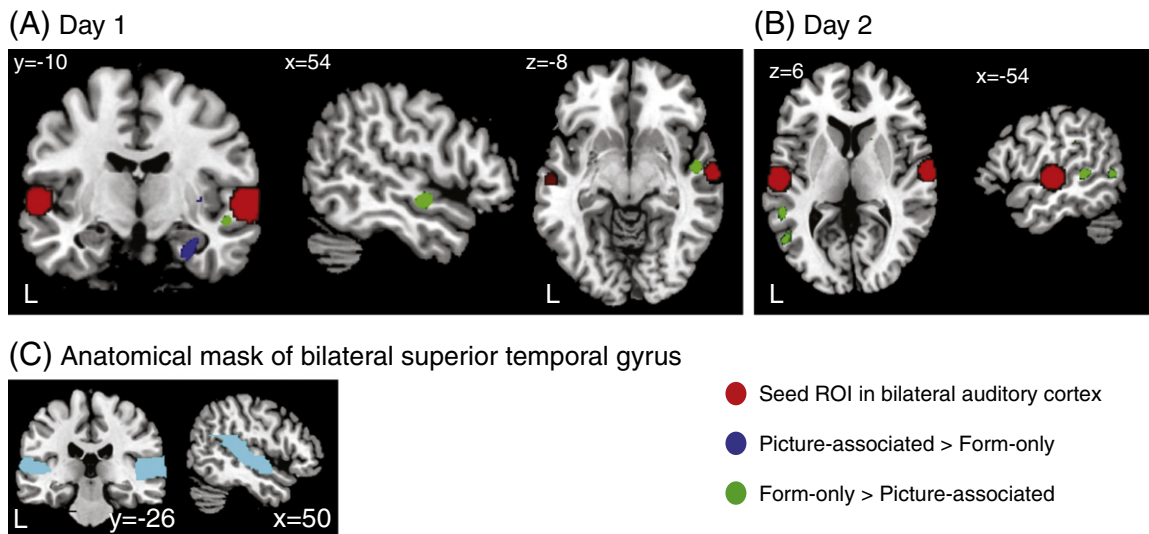 (A) Day 1
(B) Day 2
y=-10
x=54
z=-8
z=6
x=-54
L
L
L
(C) Anatomical mask of bilateral superior temporal gyrus
L
y=-26
x=50
Seed ROI in bilateral auditory cortex
Picture-associated > Form-only
Form-only > Picture-associated